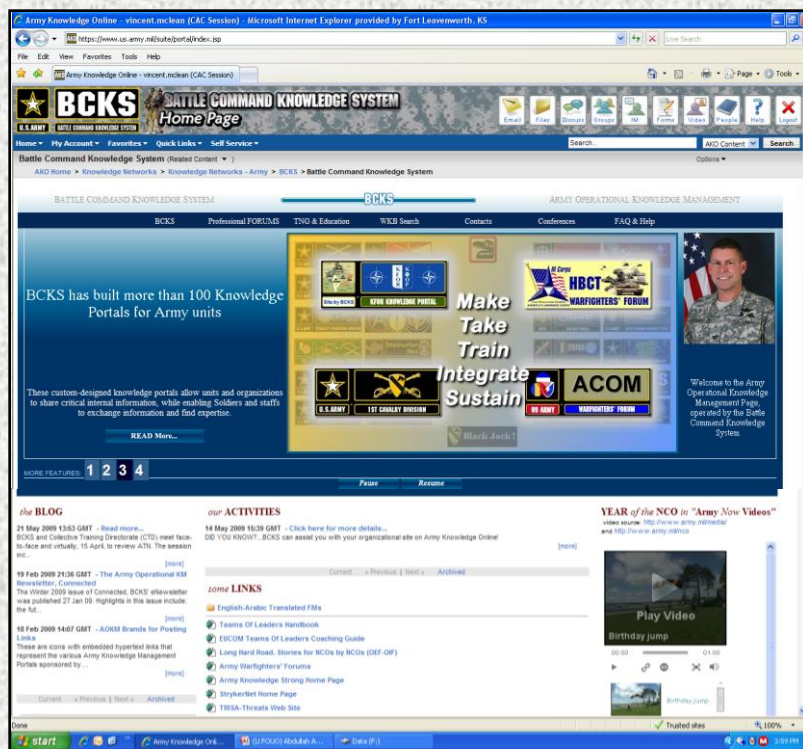 Army Knowledge Online - vincent.mclean (CAC Session) - Microsoft Internet Explorer provided by Fort Leavenworth, KS
https://www.us.army.mil/suite/portal/index.jsp
Live Search
File Edit View Favorites Tools Help
Army Knowledge Online - vincent.mclean (CAC Session)
Page Tools
U.S.ARMY
BCKS
BATTLE COMMAND KNOWLEDGE SYSTEM
BATTLE COMMAND KNOWLEDGE SYSTEM
Home Page
Email Files Discuss Groups IM Forms Video People Help Logout
Home My Account Favorites Quick Links Self Service Search... AKO Content Search
Battle Command Knowledge System (Related Content ) Options
AKO Home > Knowledge Networks > Knowledge Networks - Army > BCKS > Battle Command Knowledge System
BATTLE COMMAND KNOWLEDGE SYSTEM BCKS ARMY OPERATIONAL KNOWLEDGE MANAGEMENT
BCKS Professional FORUMS TNG & Education WKB Search Contacts Conferences FAQ & Help
BCKS has built more than 100 Knowledge
Portals for Army units
These custom-designed knowledge portals allow units and organizations
to share critical internal information, while enabling Soldiers and staffs
to exchange information and find expertise.
READ More...
Site by BCKS
KFOR
KFOR KNOWLEDGE PORTAL
III Corps
HBCT
WARFIGHTERS' FORUM
Make
Take
Train
Integrate
Sustain
U.S.ARMY
1ST CAVALRY DIVISION
US ARMY
ACOM
WARFIGHTERS' FORUM
Black Jack !
Welcome to the Army
Operational Knowledge
Management Page,
operated by the Battle
Command Knowledge
System
MORE FEATURES: 1 2 3 4
Pause Resume
the BLOG
21 May 2009 13:53 GMT - Read more...
BCKS and Collective Training Directorate (CTD) meet face-
to-face and virtually, 15 April, to review ATN. The session
inc...
[more]
19 Feb 2009 21:36 GMT - The Army Operational KM
Newsletter, Connected
The Winter 2009 issue of Connected, BCKS' eNewsletter
was published 27 Jan 09. Highlights in this issue include:
the fut...
[more]
18 Feb 2009 14:07 GMT - AOKM Brands for Posting
Links
These are icons with embedded hypertext links that
represent the various Army Knowledge Management
Portals sponsored by ...
[more]
Current « Previous | Next » Archived
our ACTIVITIES
14 May 2009 15:39 GMT - Click here for more details...
DID YOU KNOW?...BCKS can assist you with your organizational site on Army Knowledge Online!
[more]
Current « Previous | Next » Archived
some LINKS
English-Arabic Translated FMs
Teams Of Leaders Handbook
EUCOM Teams Of Leaders Coaching Guide
Long Hard Road. Stories for NCOs by NCOs (OEF-OIF)
Army Warfighters' Forums
Army Knowledge Strong Home Page
StrykerNet Home Page
TRISA-Threats Web Site
YEAR of the NCO in "Army Now Videos"
video source: http://www.army.mil/media/
and http://www.army.mil/nco
Play Video
Birthday jump
00:00 01:00
Birthday jump
Done Trusted sites 100%
start Army Knowledge Onli... (U.FOUO) Abdullah A... Data (F:) 3:59 PM